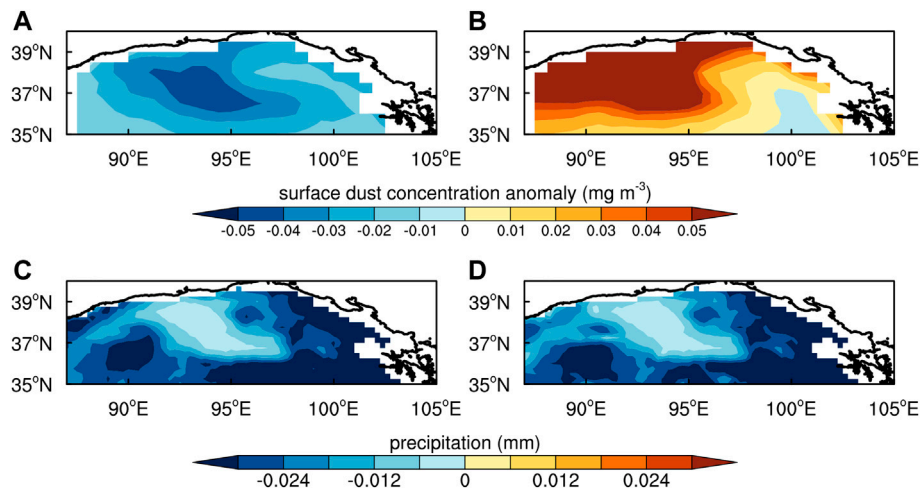 A
B
39°N
37°N
35°N
90°E 95°E 100°E 105°E
39°N
37°N
35°N
90°E 95°E 100°E 105°E
surface dust concentration anomaly (mg m⁻³)
-0.05 -0.04 -0.03 -0.02 -0.01 0 0.01 0.02 0.03 0.04 0.05
C
D
39°N
37°N
35°N
90°E 95°E 100°E 105°E
39°N
37°N
35°N
90°E 95°E 100°E 105°E
precipitation (mm)
-0.024 -0.012 0 0.012 0.024